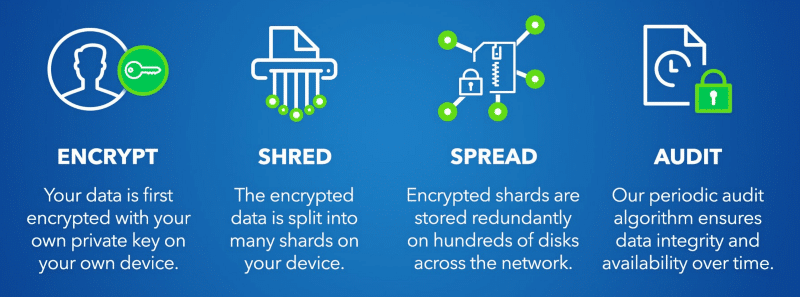 ENCRYPT
Your data is first
encrypted with your
own private key on
your own device.
SHRED
The encrypted
data is split into
many shards on
your device.
SPREAD
Encrypted shards are
stored redundantly
on hundreds of disks
across the network.
AUDIT
Our periodic audit
algorithm ensures
data integrity and
availability over time.